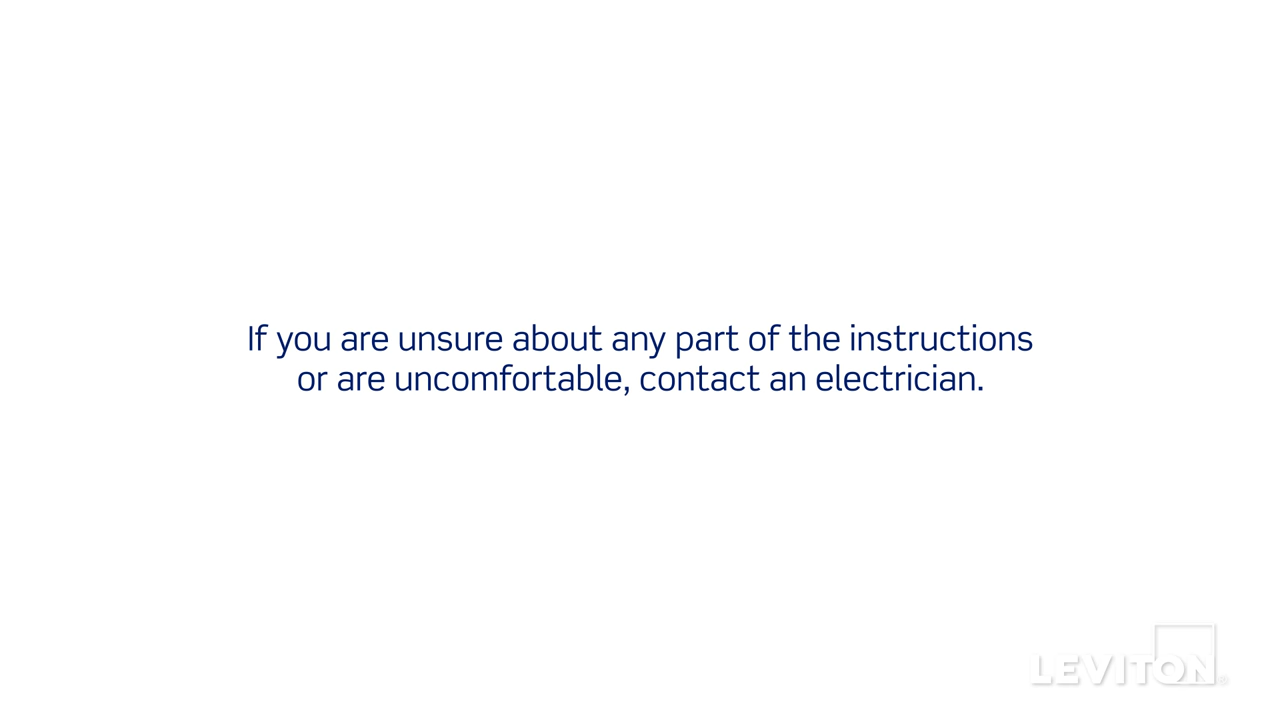 If you are unsure about any part of the instructions
or are uncomfortable, contact an electrician.
LEVITON®